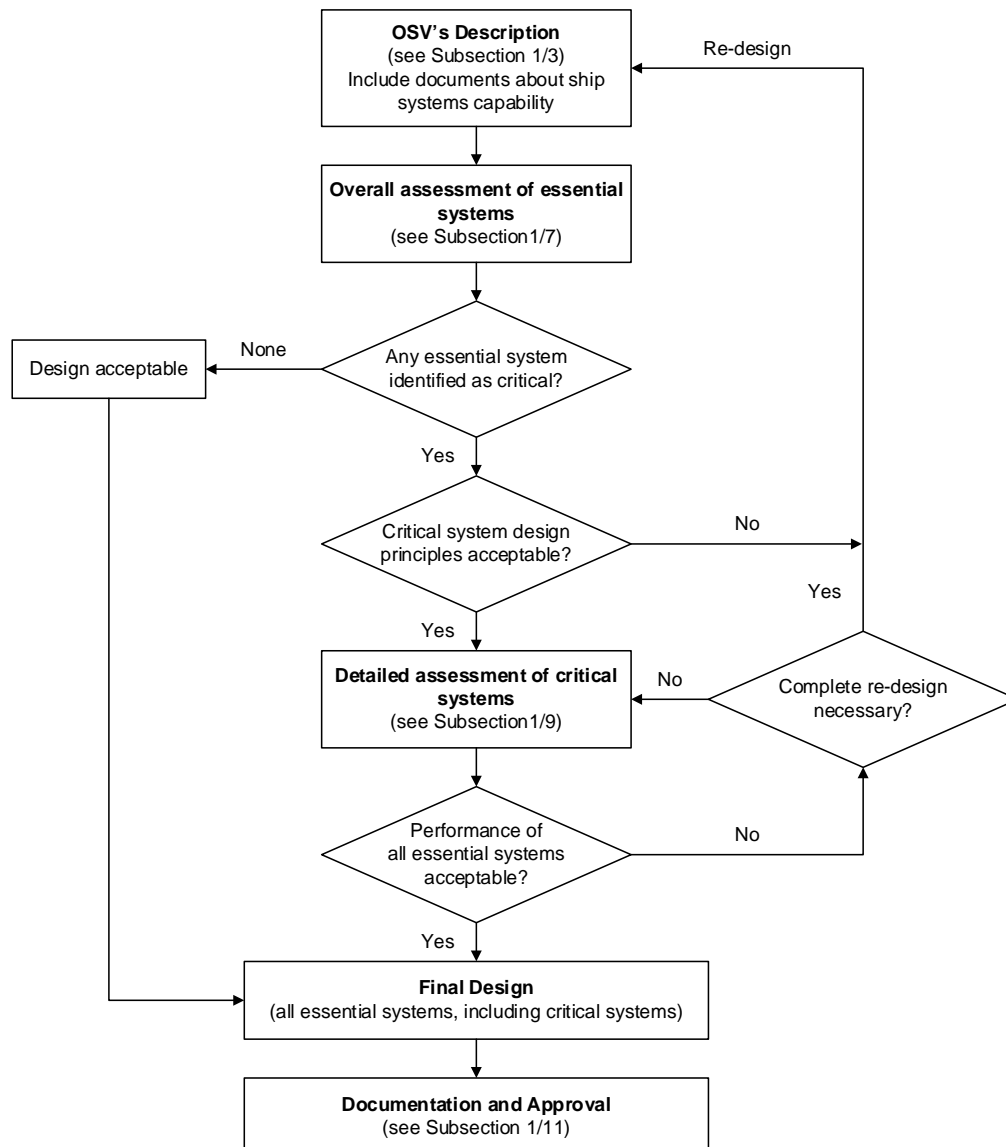 OSV's Description
(see Subsection 1/3)
Include documents about ship
systems capability
Re-design
Overall assessment of essential
systems
(see Subsection1/7)
None
Design acceptable
Any essential system
identified as critical?
Yes
Critical system design
principles acceptable?
No
Yes
Yes
Detailed assessment of critical
systems
(see Subsection1/9)
No
Complete re-design
necessary?
Performance of
all essential systems
acceptable?
No
Yes
Final Design
(all essential systems, including critical systems)
Documentation and Approval
(see Subsection 1/11)